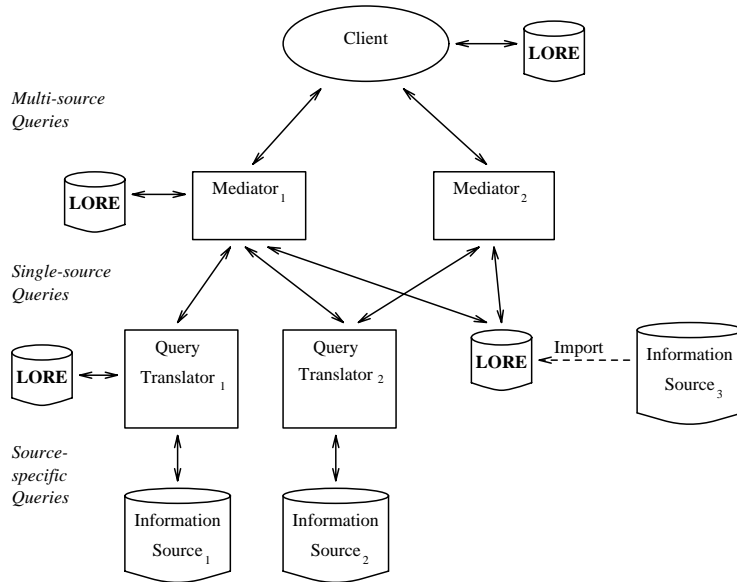 Client
LORE
Multi-source
Queries
LORE
Mediator1
Mediator2
Single-source
Queries
LORE
Query
Translator1
Query
Translator2
LORE
Import
Information
Source3
Source-
specific
Queries
Information
Source1
Information
Source2